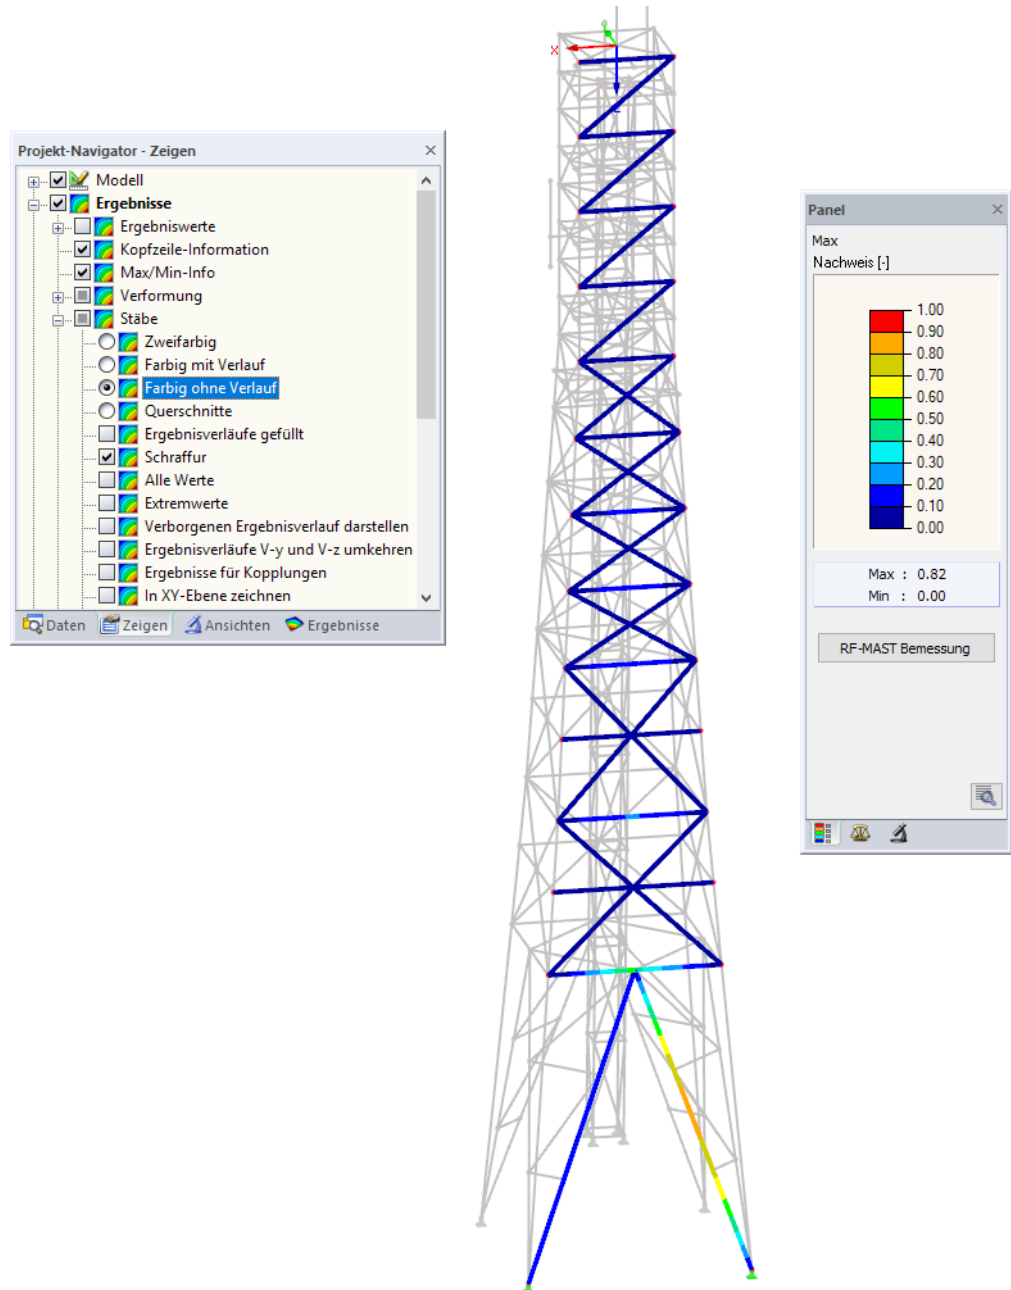 X
Projekt-Navigator - Zeigen
Modell
Ergebnisse
Ergebniswerte
Kopfzeile-Information
Max/Min-Info
Verformung
Stäbe
Zweifarbig
Farbig mit Verlauf
Farbig ohne Verlauf
Querschnitte
Ergebnisverläufe gefüllt
Schraffur
Alle Werte
Extremwerte
Verborgenen Ergebnisverlauf darstellen
Ergebnisverläufe V-y und V-z umkehren
Ergebnisse für Kopplungen
In XY-Ebene zeichnen
Daten Zeigen Ansichten Ergebnisse
Panel
Max
Nachweis [-]
1.00
0.90
0.80
0.70
0.60
0.50
0.40
0.30
0.20
0.10
0.00
Max : 0.82
Min : 0.00
RF-MAST Bemessung